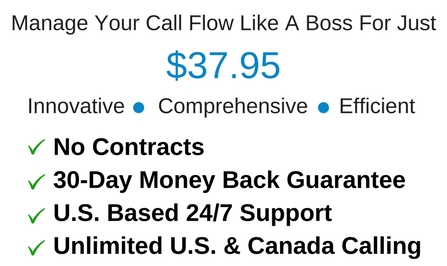 Manage Your Call Flow Like A Boss For Just
$37.95
Innovative ● Comprehensive ● Efficient
✓ No Contracts
✓ 30-Day Money Back Guarantee
✓ U.S. Based 24/7 Support
✓ Unlimited U.S. & Canada Calling